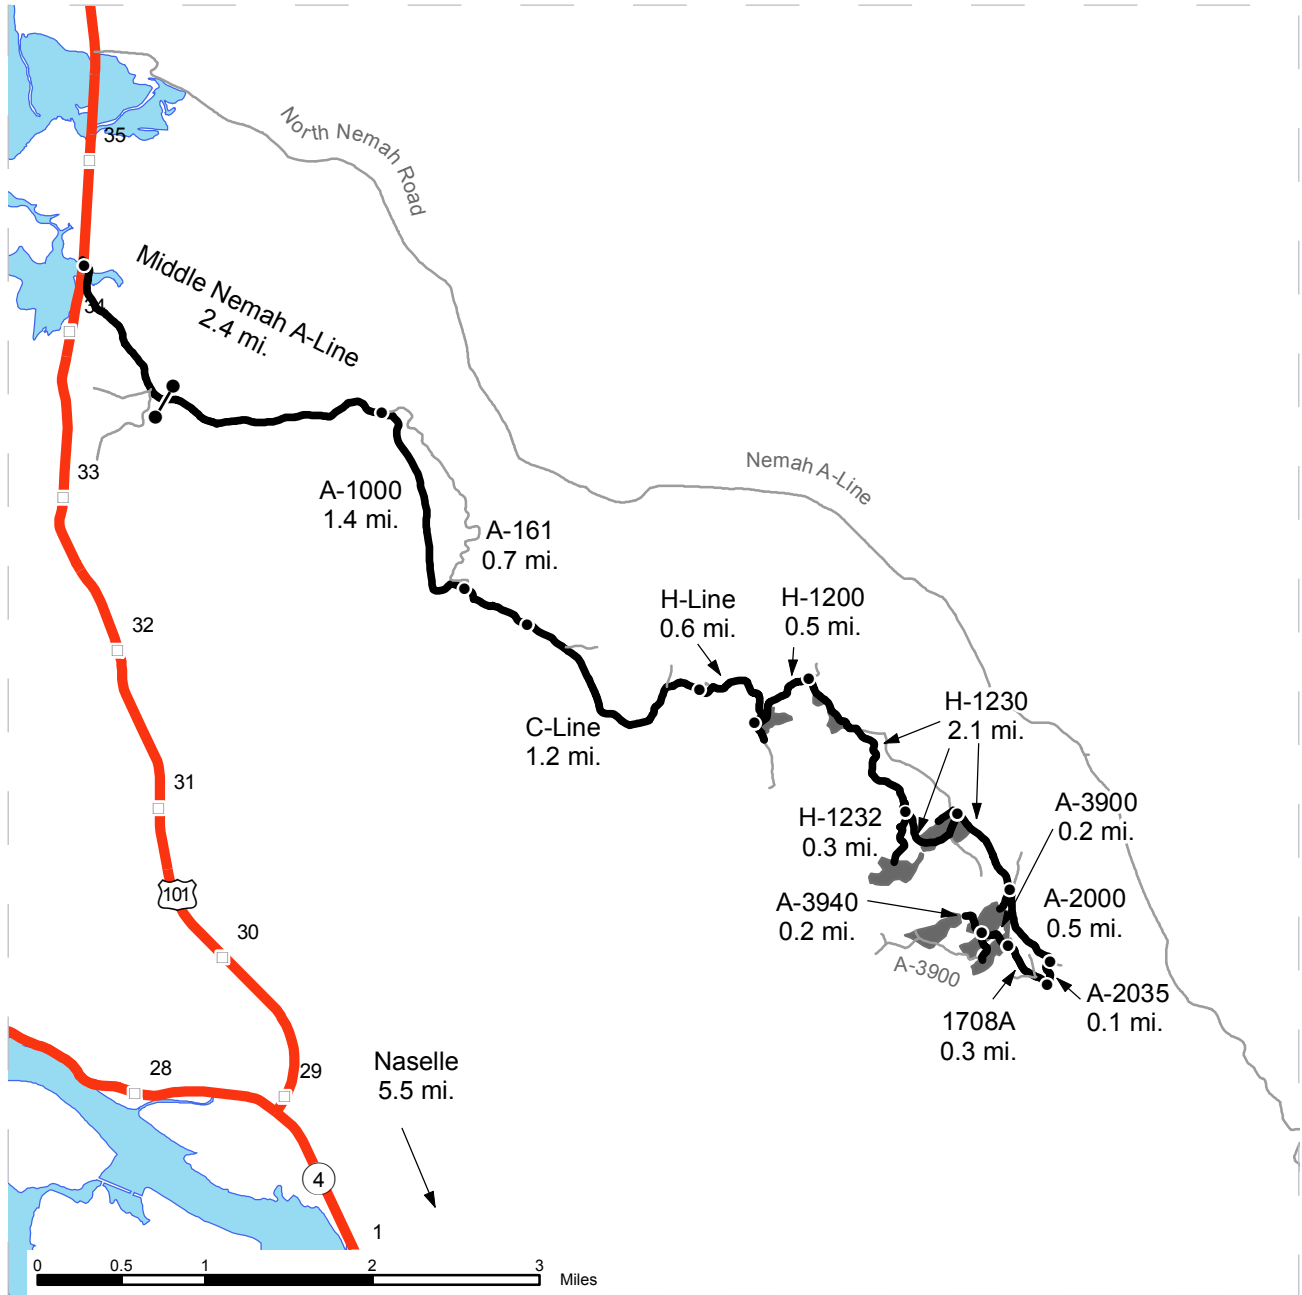 35
North Nemah Road
Middle Nemah A-Line
2.4 mi.
34
33
Nemah A-Line
A-1000
1.4 mi.
A-161
0.7 mi.
H-Line
0.6 mi.
H-1200
0.5 mi.
32
H-1230
2.1 mi.
C-Line
1.2 mi.
31
A-3900
0.2 mi.
H-1232
0.3 mi.
101
A-3940
0.2 mi.
A-2000
0.5 mi.
30
A-3900
A-2035
0.1 mi.
1708A
0.3 mi.
28
29
Naselle
5.5 mi.
4
1
0 0.5 1 2 3 Miles